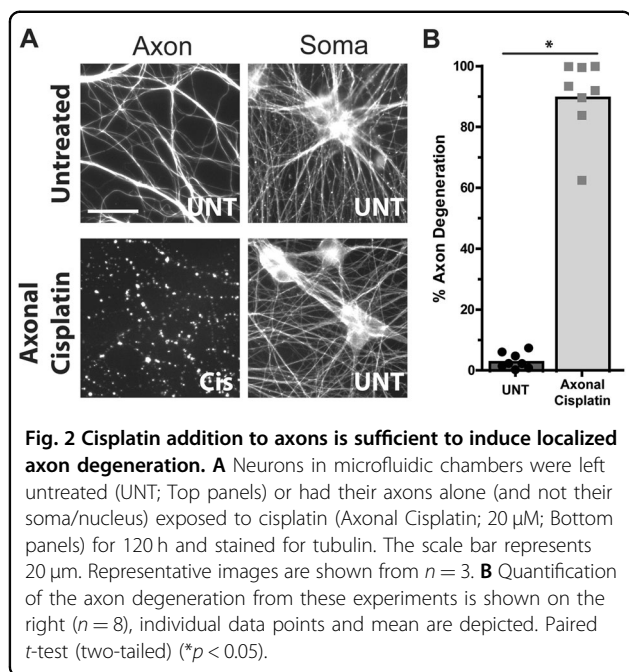 A
Axon
Soma
Untreated
UNT
UNT
Axonal
Cisplatin
Cis
UNT
B
*
% Axon Degeneration
100
80
60
40
20
0
UNT
Axonal
Cisplatin
Fig. 2 Cisplatin addition to axons is sufficient to induce localized
axon degeneration. A Neurons in microfluidic chambers were left
untreated (UNT; Top panels) or had their axons alone (and not their
soma/nucleus) exposed to cisplatin (Axonal Cisplatin; 20 μM; Bottom
panels) for 120 h and stained for tubulin. The scale bar represents
20 μm. Representative images are shown from n = 3. B Quantification
of the axon degeneration from these experiments is shown on the
right (n = 8), individual data points and mean are depicted. Paired
t-test (two-tailed) (*p < 0.05).